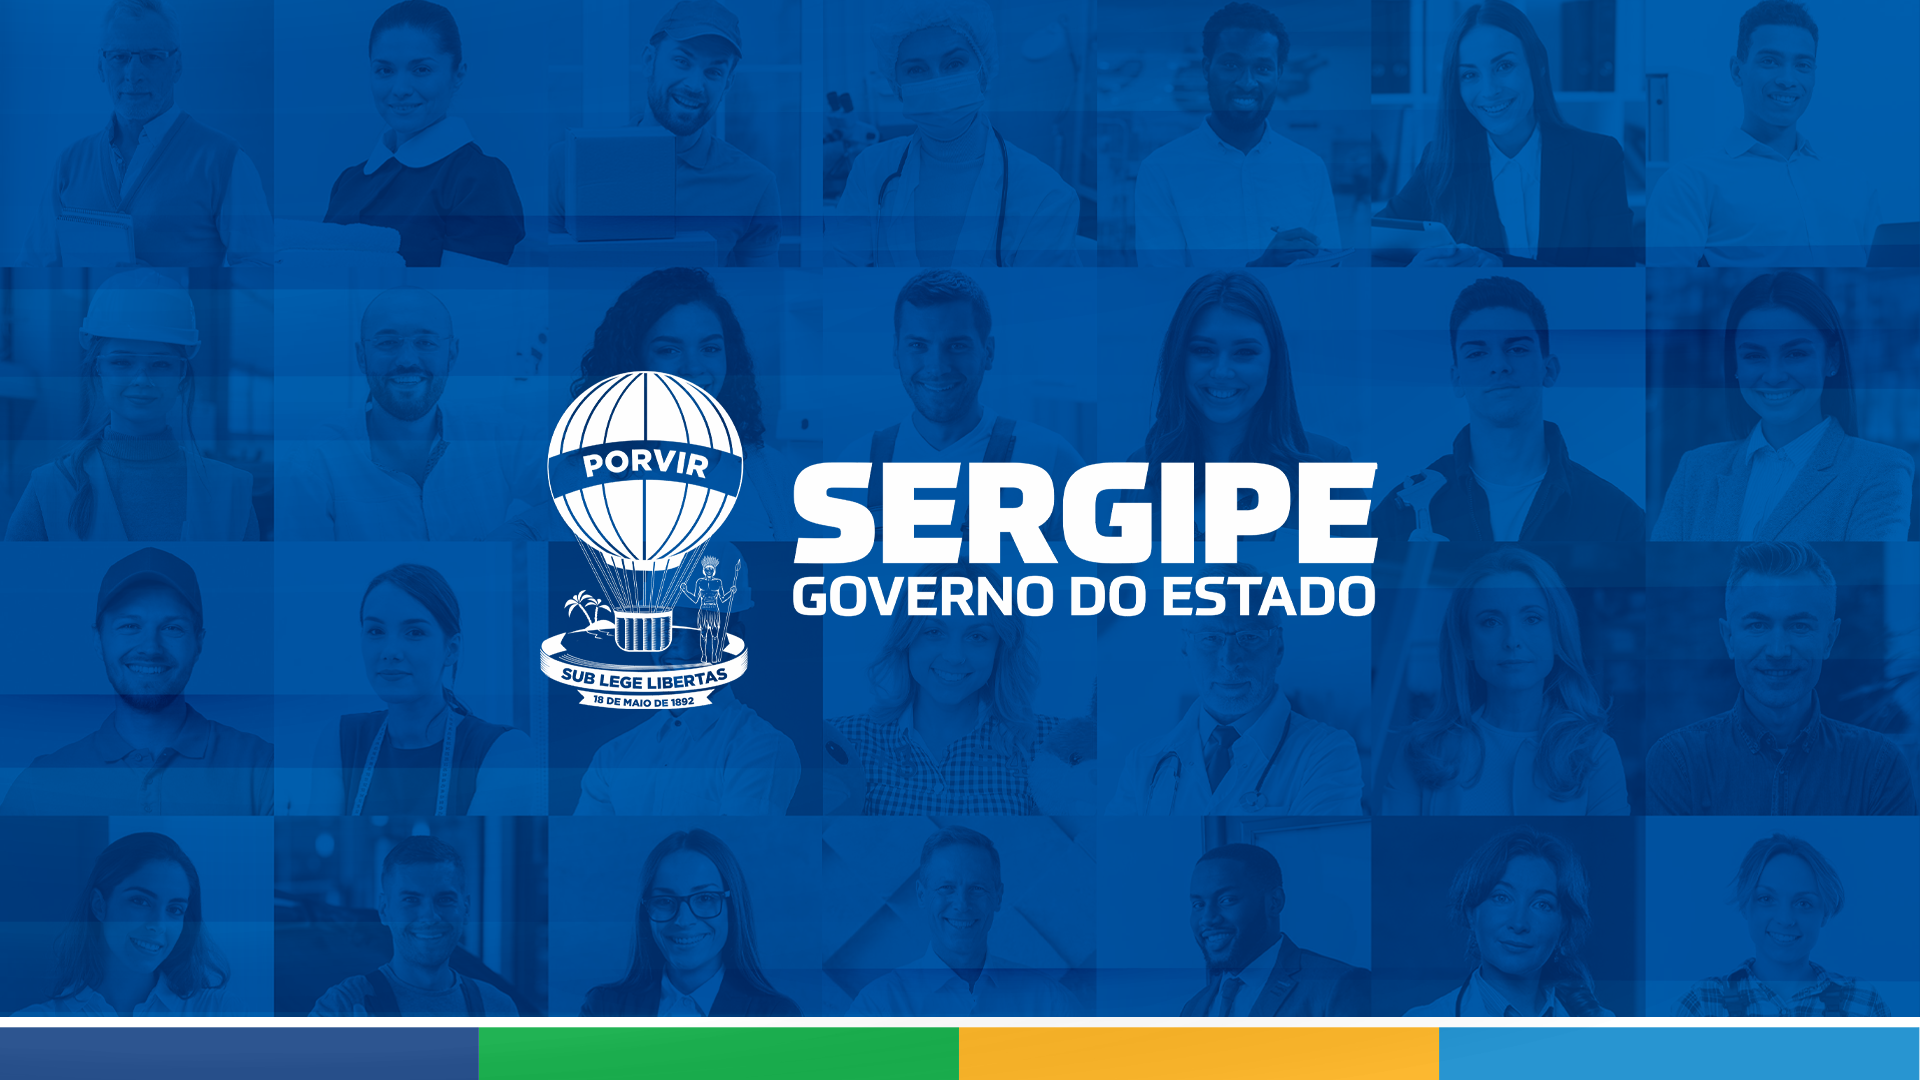 PORVIR
SERGIPE
GOVERNO DO ESTADO
SUB LEGE LIBERTAS
18 DE MAIO DE 1892